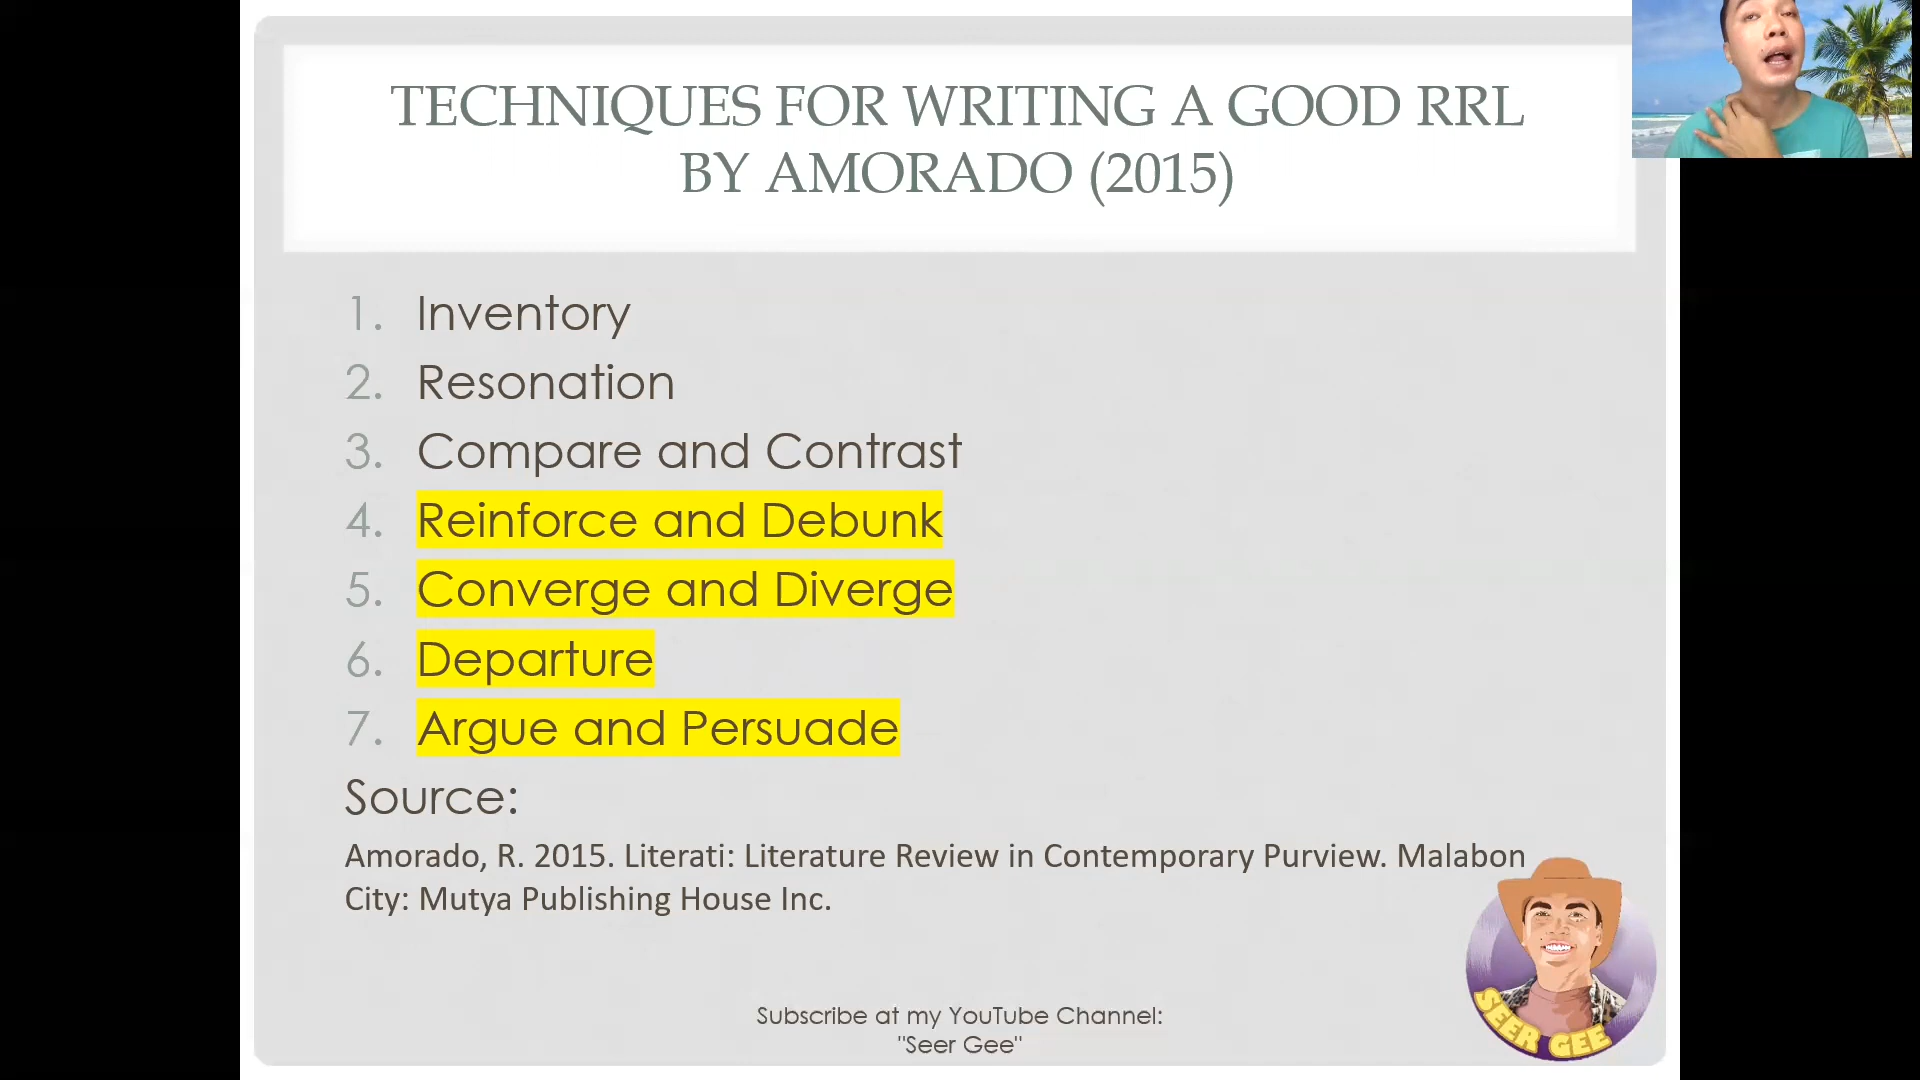 TECHNIQUES FOR WRITING A GOOD RRL
BY AMORADO (2015)
1. Inventory
2. Resonation
3. Compare and Contrast
4. Reinforce and Debunk
5. Converge and Diverge
6. Departure
7. Argue and Persuade
Source:
Amorado, R. 2015. Literati: Literature Review in Contemporary Purview. Malabon
City: Mutya Publishing House Inc.
Subscribe at my YouTube Channel:
"Seer Gee"
SEER GEE